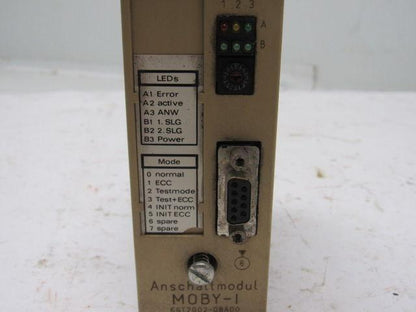 1 2 3
A
B
LEDs
A1 Error
A2 active
A3 ANW
B1 1. SLG
B2 2. SLG
B3 Power
Mode
0 normal
1 ECC
2 Testmode
3 Test+ECC
4 INIT norm
5 INIT ECC
6 spare
7 spare
6
Anschaltmodul
MOBY-I